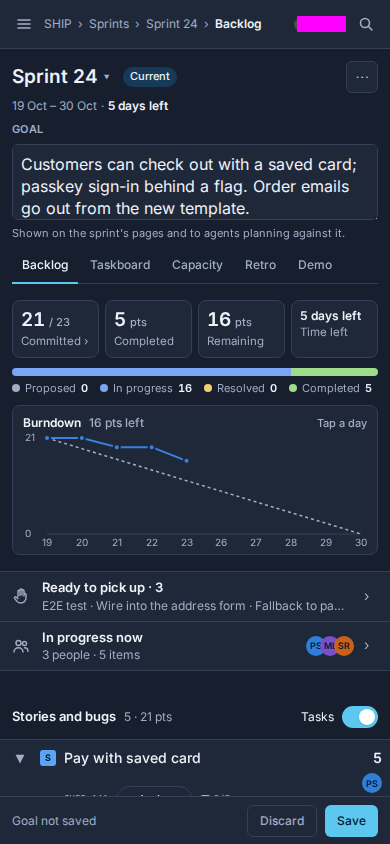 SHIP › Sprints › Sprint 24 › Backlog
Sprint 24 ▾ Current ...
19 Oct – 30 Oct · 5 days left
GOAL
Customers can check out with a saved card;
passkey sign-in behind a flag. Order emails
go out from the new template.
Shown on the sprint's pages and to agents planning against it.
Backlog Taskboard Capacity Retro Demo
21 / 23 5 pts 16 pts 5 days left
Committed › Completed Remaining Time left
Proposed 0 In progress 16 Resolved 0 Completed 5
Burndown 16 pts left Tap a day
21
0
19 20 21 22 23 26 27 28 29 30
Ready to pick up · 3
E2E test · Wire into the address form · Fallback to pa...
In progress now PS SR
3 people · 5 items
Stories and bugs 5 · 21 pts Tasks
S Pay with saved card 5
PS
Goal not saved Discard Save